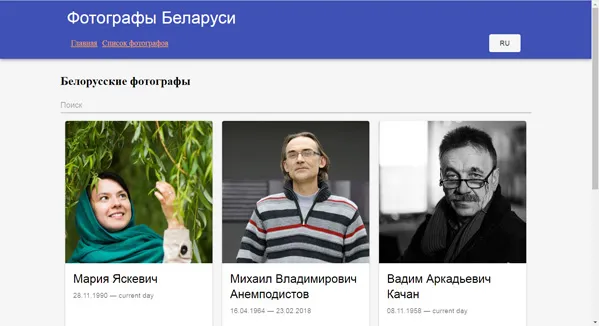 Фотографы Беларуси
Главная Список фотографов
RU
Белорусские фотографы
Поиск
Мария Яскевич
28.11.1990 — current day
Михаил Владимирович
Анемподистов
16.04.1964 — 23.02.2018
Вадим Аркадьевич
Качан
08.11.1958 — current day